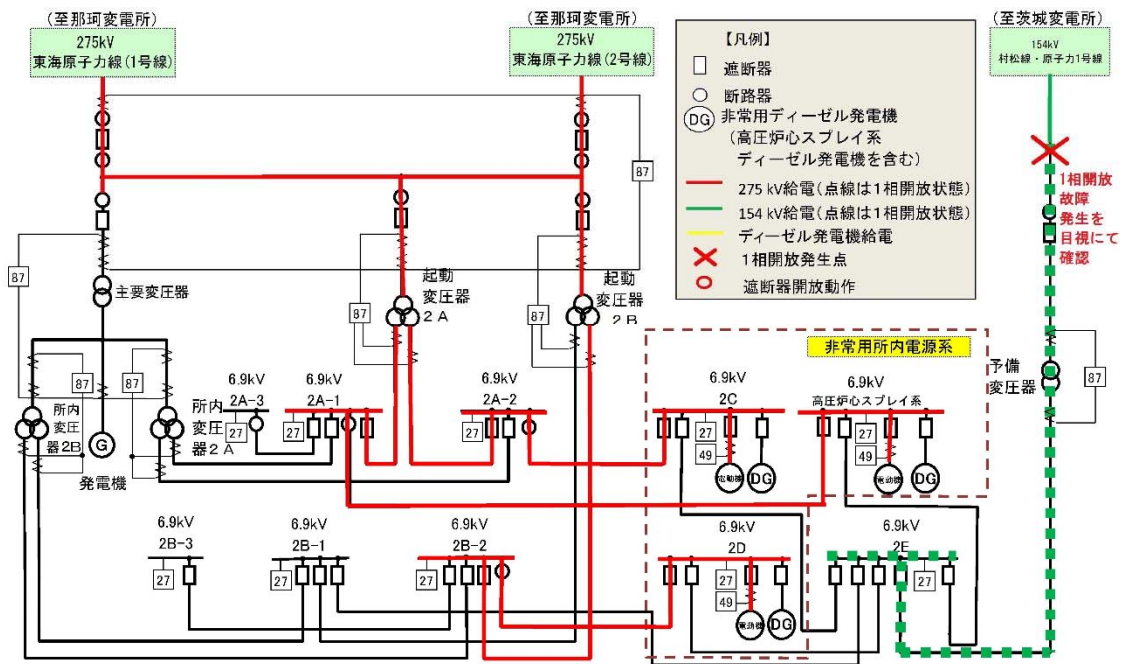 (至那珂変電所)
275kV
東海原子力線(1号線)
(至那珂変電所)
275kV
東海原子力線(2号線)
(至茨城変電所)
154kV
村松線・原子力1号線
【凡例】
遮断器
断路器
DG
非常用ディーゼル発電機
(高圧炉心スプレイ系
ディーゼル発電機を含む)
275 kV給電(点線は1相開放状態)
154 kV給電(点線は1相開放状態)
ディーゼル発電機給電
1相開放発生点
遮断器開放動作
1相開放
故障
発生を
目視にて
確認
87
87
87
87
87
87
87
主要変圧器
起動
変圧器
2A
起動
変圧器
2B
予備
変圧器
所内
変圧
器2B
所内
変圧
器2A
G
発電機
非常用所内電源系
6.9kV
2A-3
27
6.9kV
2A-1
27
6.9kV
2A-2
27
6.9kV
2C
27
49
電動機
DG
6.9kV
高圧炉心スプレイ系
27
49
電動機
DG
6.9kV
2B-3
27
6.9kV
2B-1
27
6.9kV
2B-2
27
6.9kV
2D
27
49
電動機
DG
6.9kV
2E
27